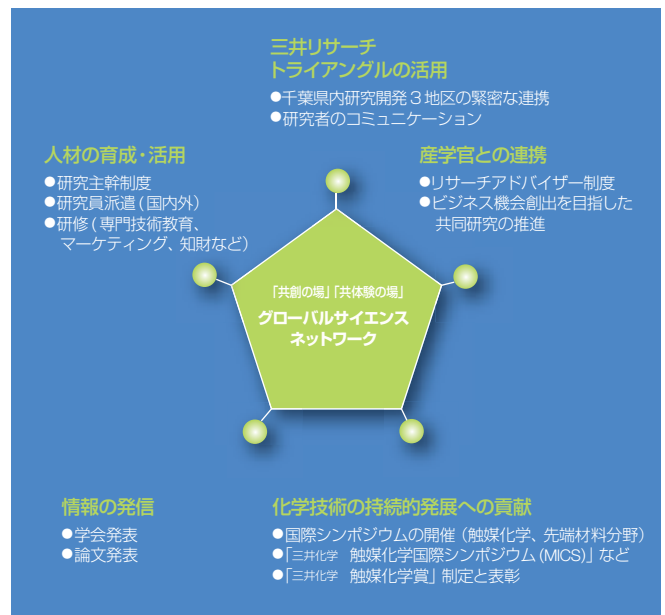 三井リサーチ
トライアングルの活用
●千葉県内研究開発3地区の緊密な連携
●研究者のコミュニケーション
人材の育成・活用
●研究主幹制度
●研究員派遣(国内外)
●研修(専門技術教育、
マーケティング、知財など)
産学官との連携
●リサーチアドバイザー制度
●ビジネス機会創出を目指した
共同研究の推進
「共創の場」「共体験の場」
グローバルサイエンス
ネットワーク
情報の発信
●学会発表
●論文発表
化学技術の持続的発展への貢献
●国際シンポジウムの開催(触媒化学、先端材料分野)
●「三井化学 触媒化学国際シンポジウム(MICS)」など
●「三井化学 触媒化学賞」制定と表彰